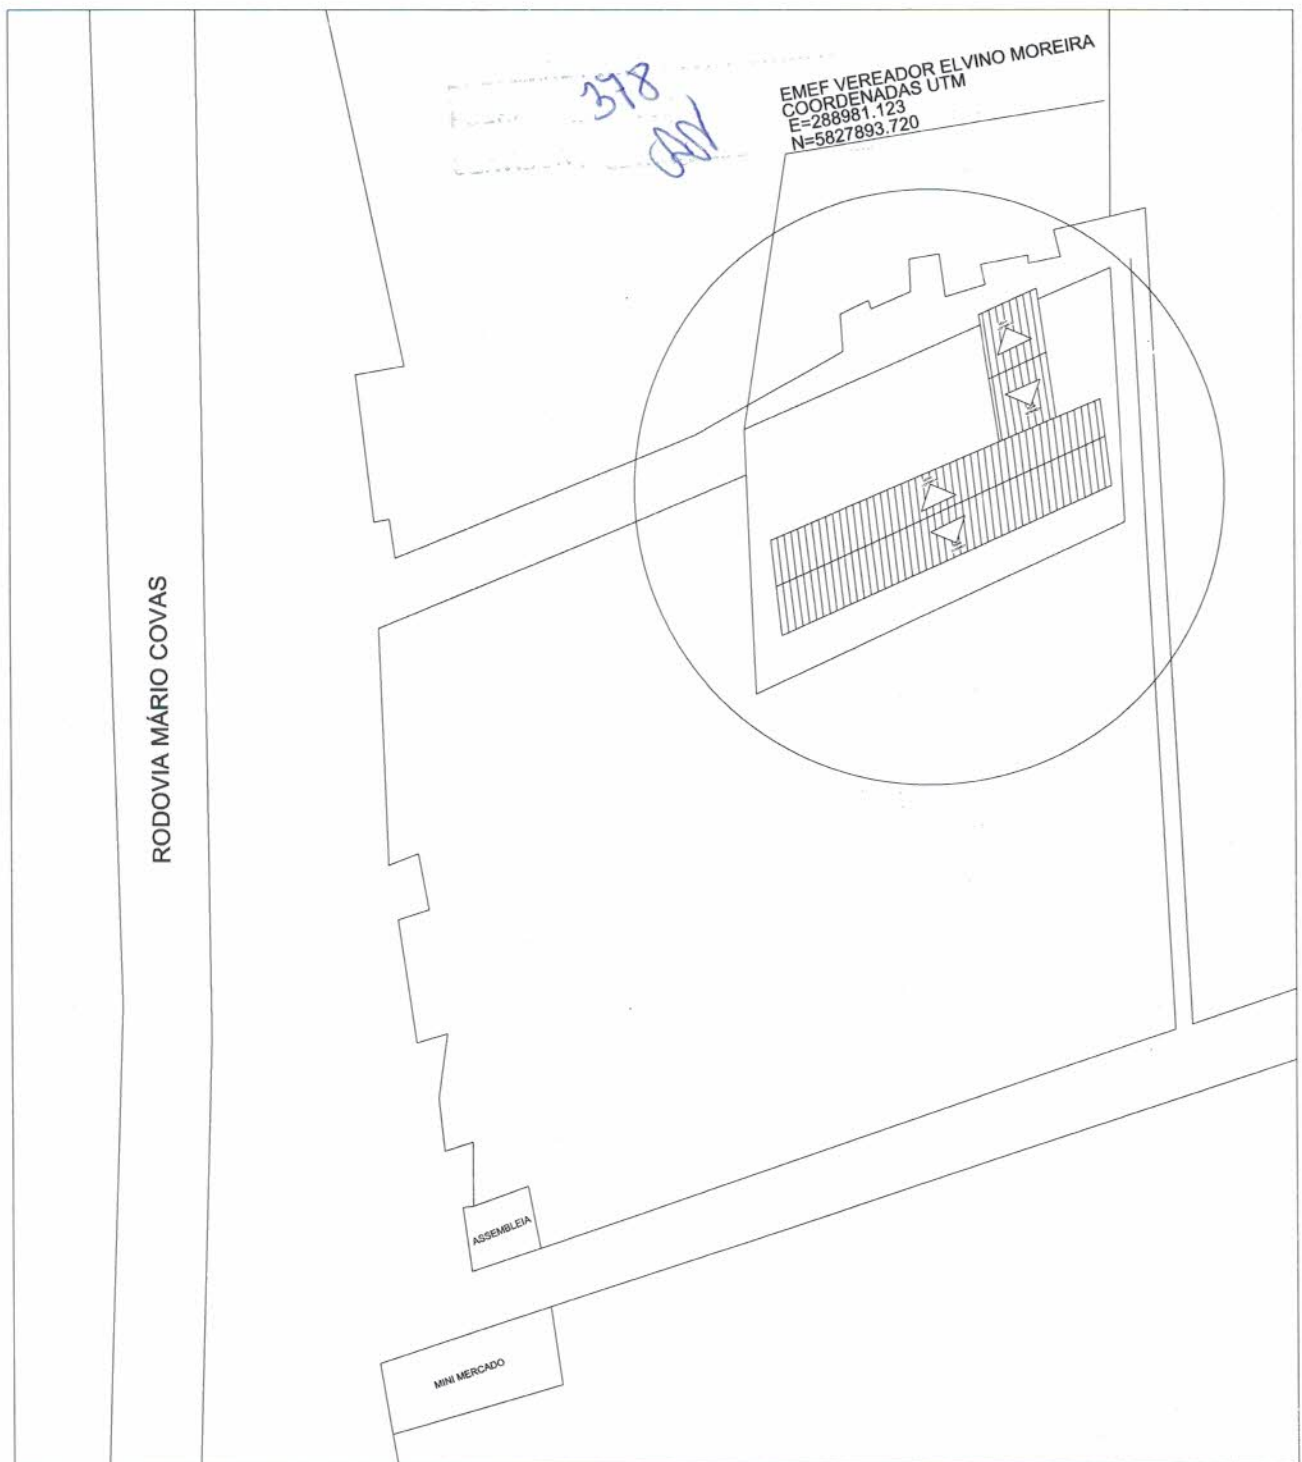 378
EMEF VEREADOR ELVINO MOREIRA
COORDENADAS UTM
E=288981.123
N=5827893.720
RODOVIA MÁRIO COVAS
ASSEMBLEIA
MINI MERCADO